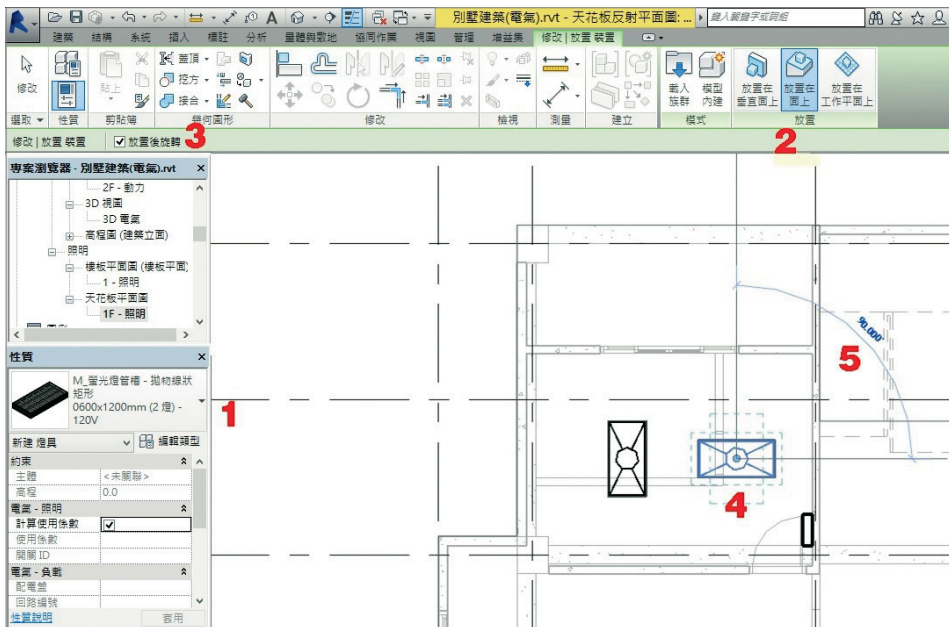 別墅建築(電氣).rvt - 天花板反射平面圖: ...
鍵入關鍵字或詞組
建築 結構 系統 插入 標註 分析 量體與敷地 協同作業 視圖 管理 增益集 修改 | 放置 裝置
修改
貼上
蓋頂
挖方
接合
載入
族群
模型
內建
放置在
垂直面上
放置在
面上
放置在
工作平面上
選取 性質 剪貼簿 幾何圖形 修改 檢視 測量 建立 模式 放置
修改 | 放置 裝置 放置後旋轉
3
2
專案瀏覽器 - 別墅建築(電氣).rvt
2F - 動力
3D 視圖
3D 電氣
高程圖 (建築立面)
照明
樓板平面圖 (樓板平面)
1 - 照明
天花板平面圖
1F - 照明
性質
M_螢光燈管槽 - 拋物線狀
矩形
0600x1200mm (2 燈) -
120V
新建 燈具 編輯類型
約束
主體 <未關聯>
高程 0.0
電氣 - 照明
計算使用係數
使用係數
開關 ID
電氣 - 負載
配電盤
回路編號
性質說明 套用
1
90.000°
5
4